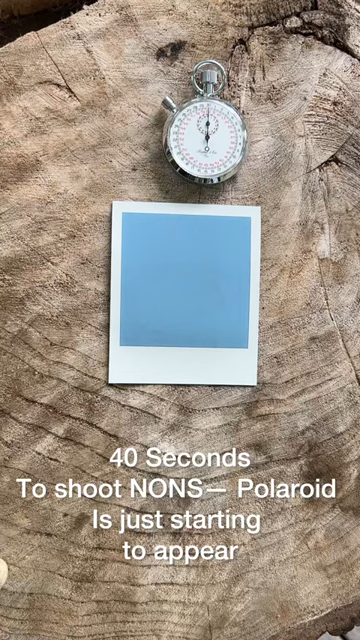 40 Seconds
To shoot NONS— Polaroid
Is just starting
to appear